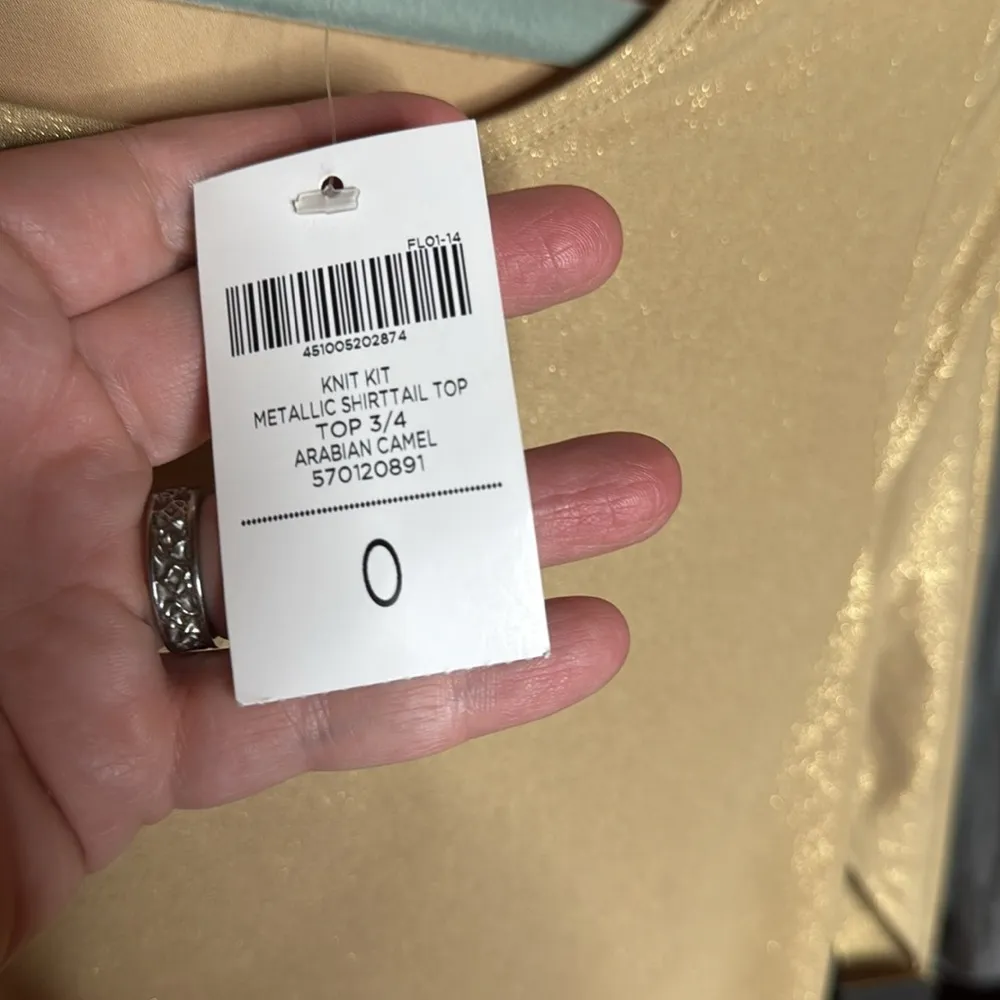 FL01-14
451005202874
KNIT KIT
METALLIC SHIRTTAIL TOP
TOP 3/4
ARABIAN CAMEL
570120891
0